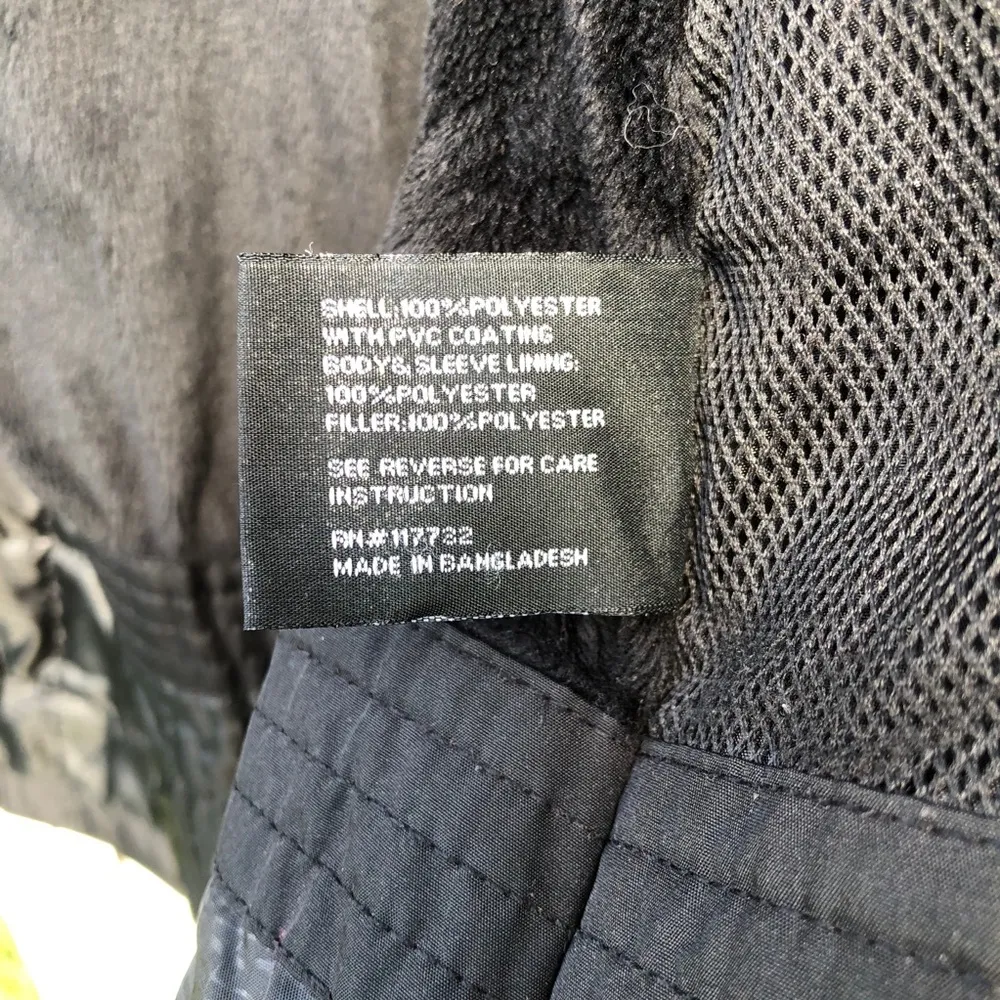 SHELL:100%POLYESTER
WITH PVC COATING
BODY& SLEEVE LINING:
100%POLYESTER
FILLER:100%POLYESTER
SEE REVERSE FOR CARE
INSTRUCTION
RN#117732
MADE IN BANGLADESH